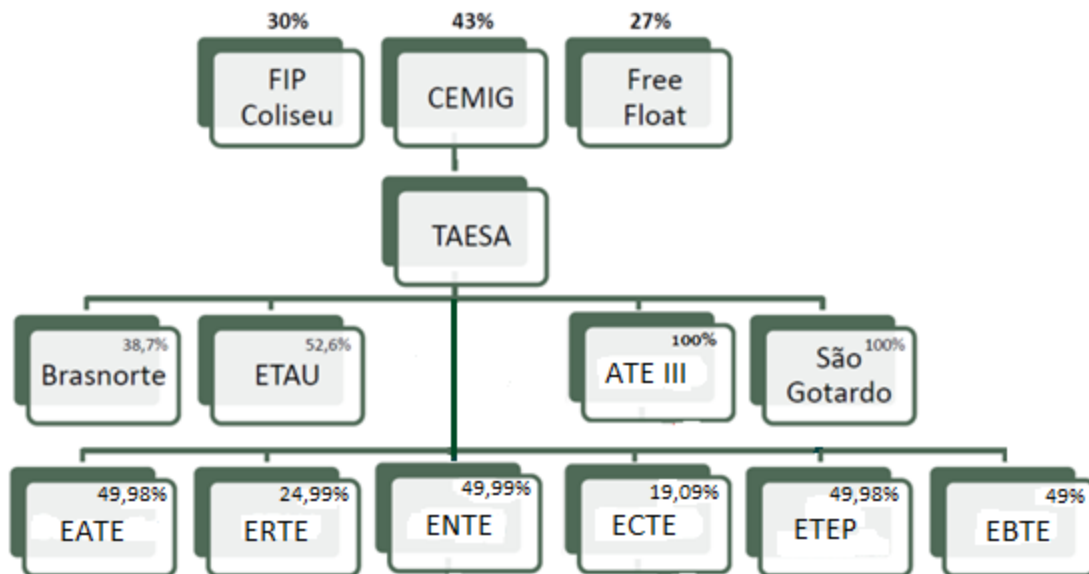 30% 43% 27%
FIP
Coliseu
CEMIG
Free
Float
TAESA
38,7%
Brasnorte
52,6%
ETAU
100%
ATE III
100%
São
Gotardo
49,98%
EATE
24,99%
ERTE
49,99%
ENTE
19,09%
ECTE
49,98%
ETEP
49%
EBTE